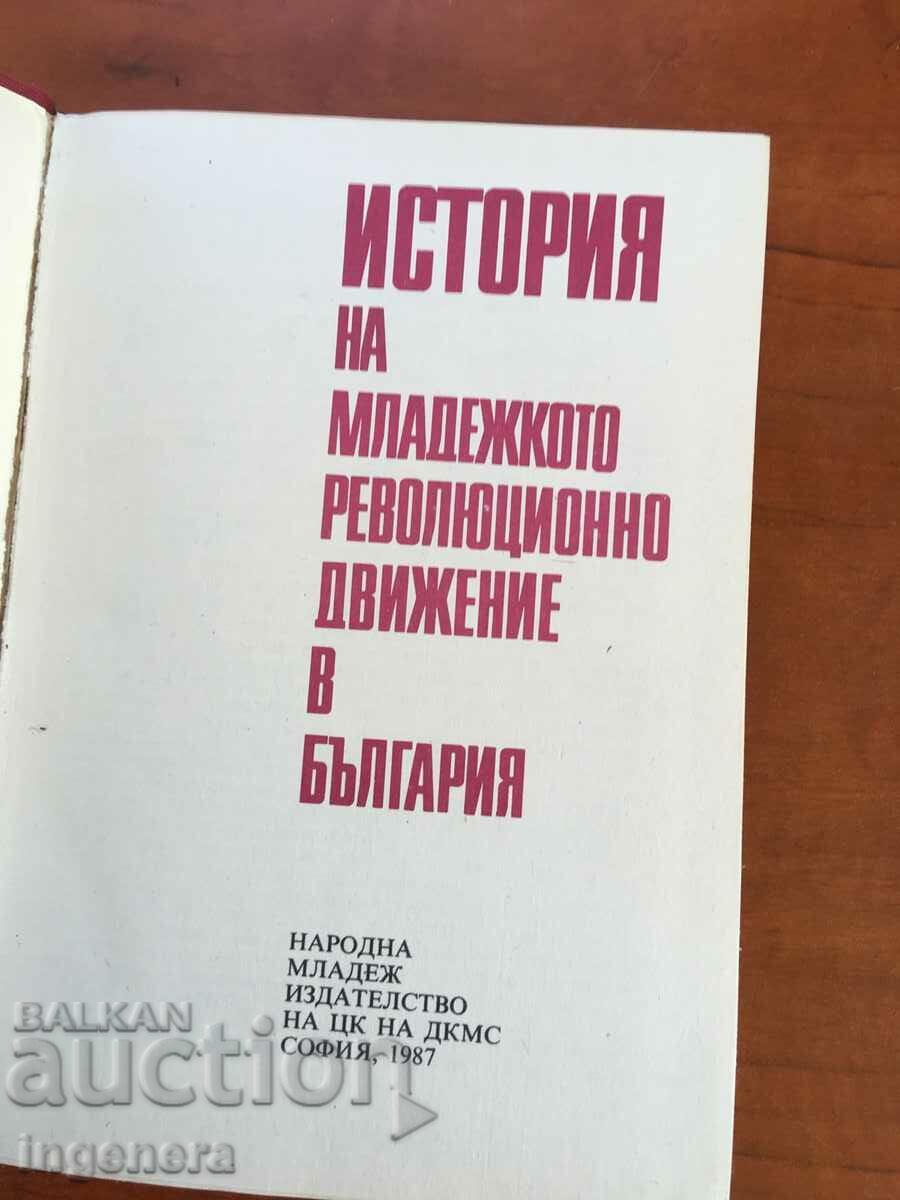 ИСТОРИЯ
НА
МЛАДЕЖКОТО
РЕВОЛЮЦИОННО
ДВИЖЕНИЕ
В
БЪЛГАРИЯ
НАРОДНА
МЛАДЕЖ
ИЗДАТЕЛСТВО
НА ЦК НА ДКМС
СОФИЯ, 1987
BALKAN
auction
ingenera